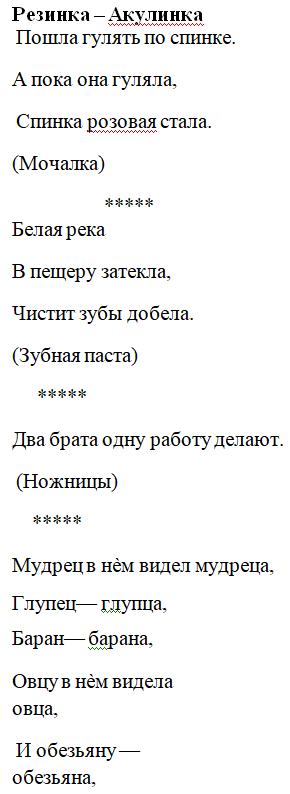 Резинка – Акулинка
Пошла гулять по спинке.
А пока она гуляла,
Спинка розовая стала.
(Мочалка)
*****
Белая река
В пещеру затекла,
Чистит зубы добела.
(Зубная паста)
*****
Два брата одну работу делают.
(Ножницы)
*****
Мудрец в нѐм видел мудреца,
Глупец— глупца,
Баран— барана,
Овцу в нѐм видела
овца,
И обезьяну —
обезьяна,